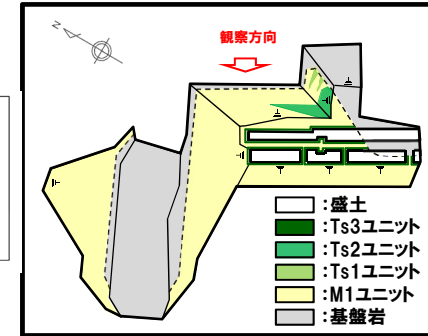 N
観察方向
:盛土
:Ts3ユニット
:Ts2ユニット
:Ts1ユニット
:M1ユニット
:基盤岩